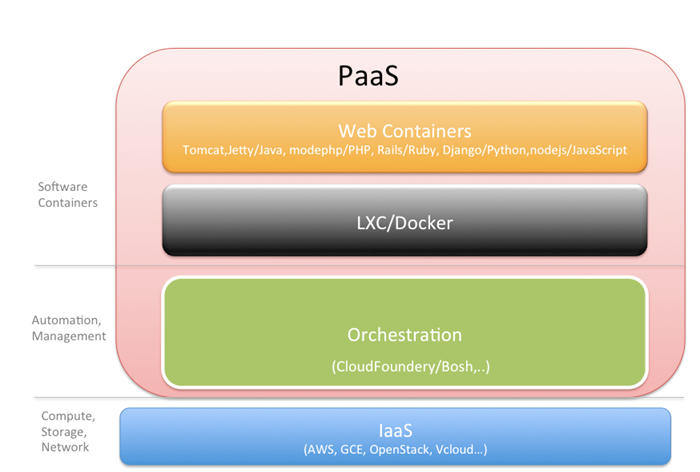 PaaS
Web Containers
Tomcat,Jetty/Java, modephp/PHP, Rails/Ruby, Django/Python,nodejs/JavaScript
Software
Containers
LXC/Docker
Automation,
Management
Orchestration
(CloudFoundery/Bosh,..)
Compute,
Storage,
Network
IaaS
(AWS, GCE, OpenStack, Vcloud...)